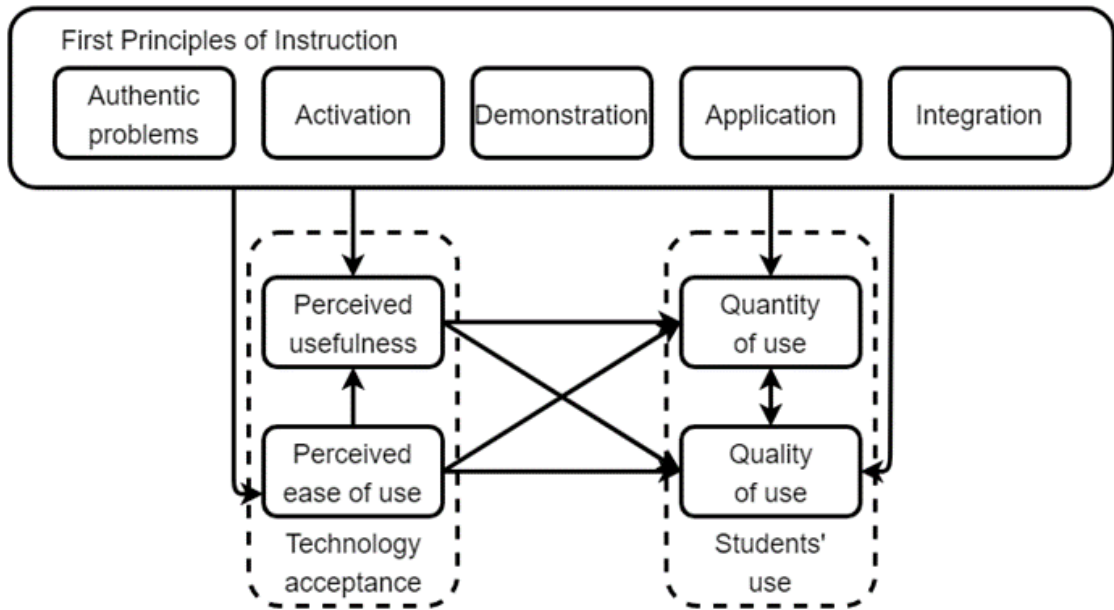 First Principles of Instruction
Authentic
problems
Activation
Demonstration
Application
Integration
Perceived
usefulness
Quantity
of use
Perceived
ease of use
Quality
of use
Technology
acceptance
Students'
use